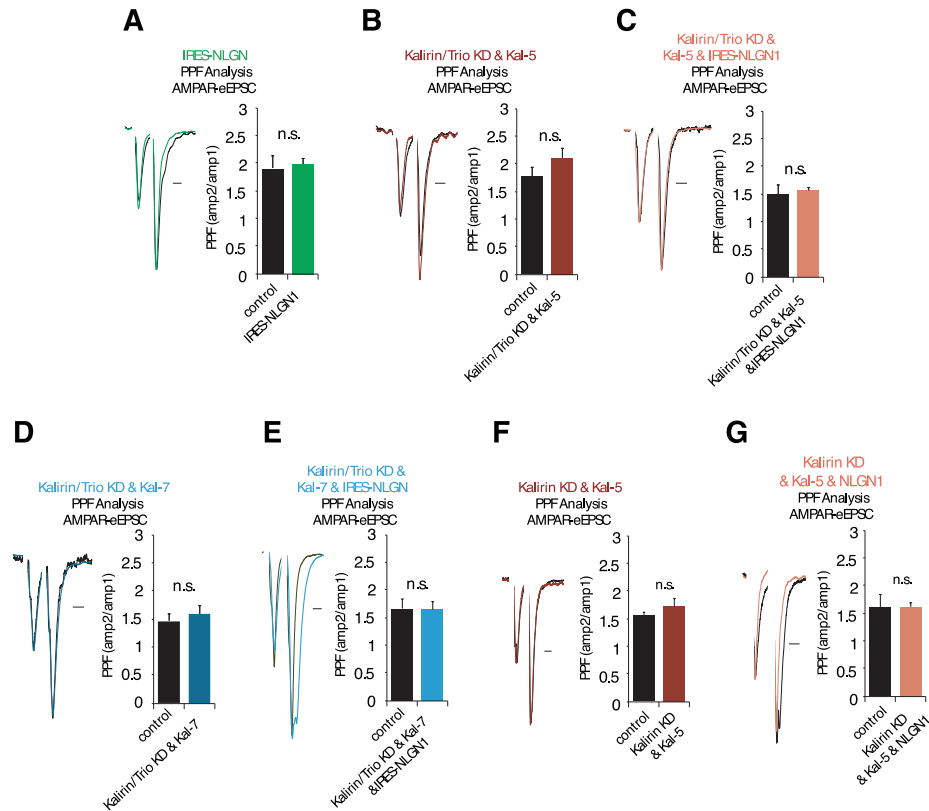 A
IRES-NLGN
PPF Analysis
AMPAR-eEPSC
PPF (amp2/amp1)
3
2.5
2
1.5
1
0.5
0
n.s.
control
IRES-NLGN1
B
Kalirin/Trio KD & Kal-5
PPF Analysis
AMPAR-eEPSC
PPF (amp2/amp1)
3
2.5
2
1.5
1
0.5
0
n.s.
control
Kalirin/Trio KD & Kal-5
C
Kalirin/Trio KD &
Kal-5 & IRES-NLGN1
PPF Analysis
AMPAR-eEPSC
PPF (amp2/amp1)
3
2.5
2
1.5
1
0.5
0
n.s.
control
Kalirin/Trio KD & Kal-5
&IRES-NLGN1
D
Kalirin/Trio KD & Kal-7
PPF Analysis
AMPAR-eEPSC
PPF (amp2/amp1)
3
2.5
2
1.5
1
0.5
0
n.s.
control
Kalirin/Trio KD & Kal-7
E
Kalirin/Trio KD &
Kal-7 & IRES-NLGN
PPF Analysis
AMPAR-eEPSC
PPF (amp2/amp1)
3
2.5
2
1.5
1
0.5
0
n.s.
control
Kalirin/Trio KD & Kal-7
&IRES-NLGN1
F
Kalirin KD & Kal-5
PPF Analysis
AMPAR-eEPSC
PPF (amp2/amp1)
3
2.5
2
1.5
1
0.5
0
n.s.
control
Kalirin KD
& Kal-5
G
Kalirin KD
& Kal-5 & NLGN1
PPF Analysis
AMPAR-eEPSC
PPF (amp2/amp1)
3
2.5
2
1.5
1
0.5
0
n.s.
control
Kalirin KD
& Kal-5 & NLGN1